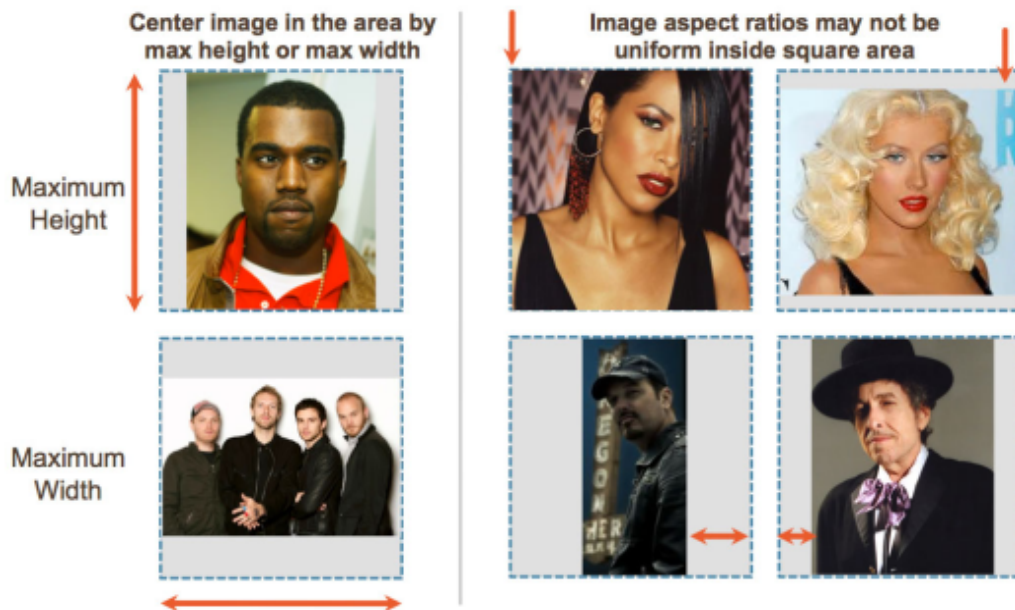 Center image in the area by
max height or max width
Image aspect ratios may not be
uniform inside square area
Maximum
Height
Maximum
Width